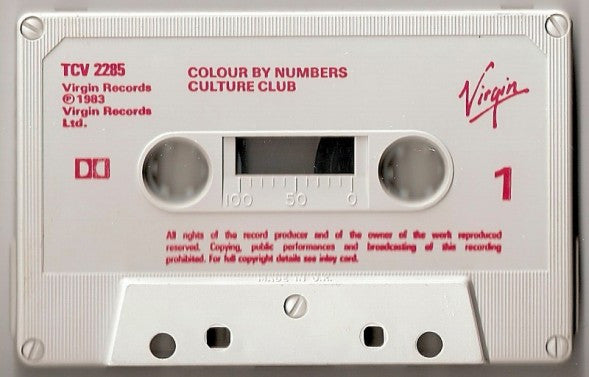 TCV 2285
Virgin Records
℗ 1983
Virgin Records
Ltd.
COLOUR BY NUMBERS
CULTURE CLUB
Virgin
1
100 50 0
All rights of the record producer and of the owner of the work reproduced
reserved. Copying, public performances and broadcasting of this recording
prohibited. For full copyright details see inlay card.
MADE IN U.K.